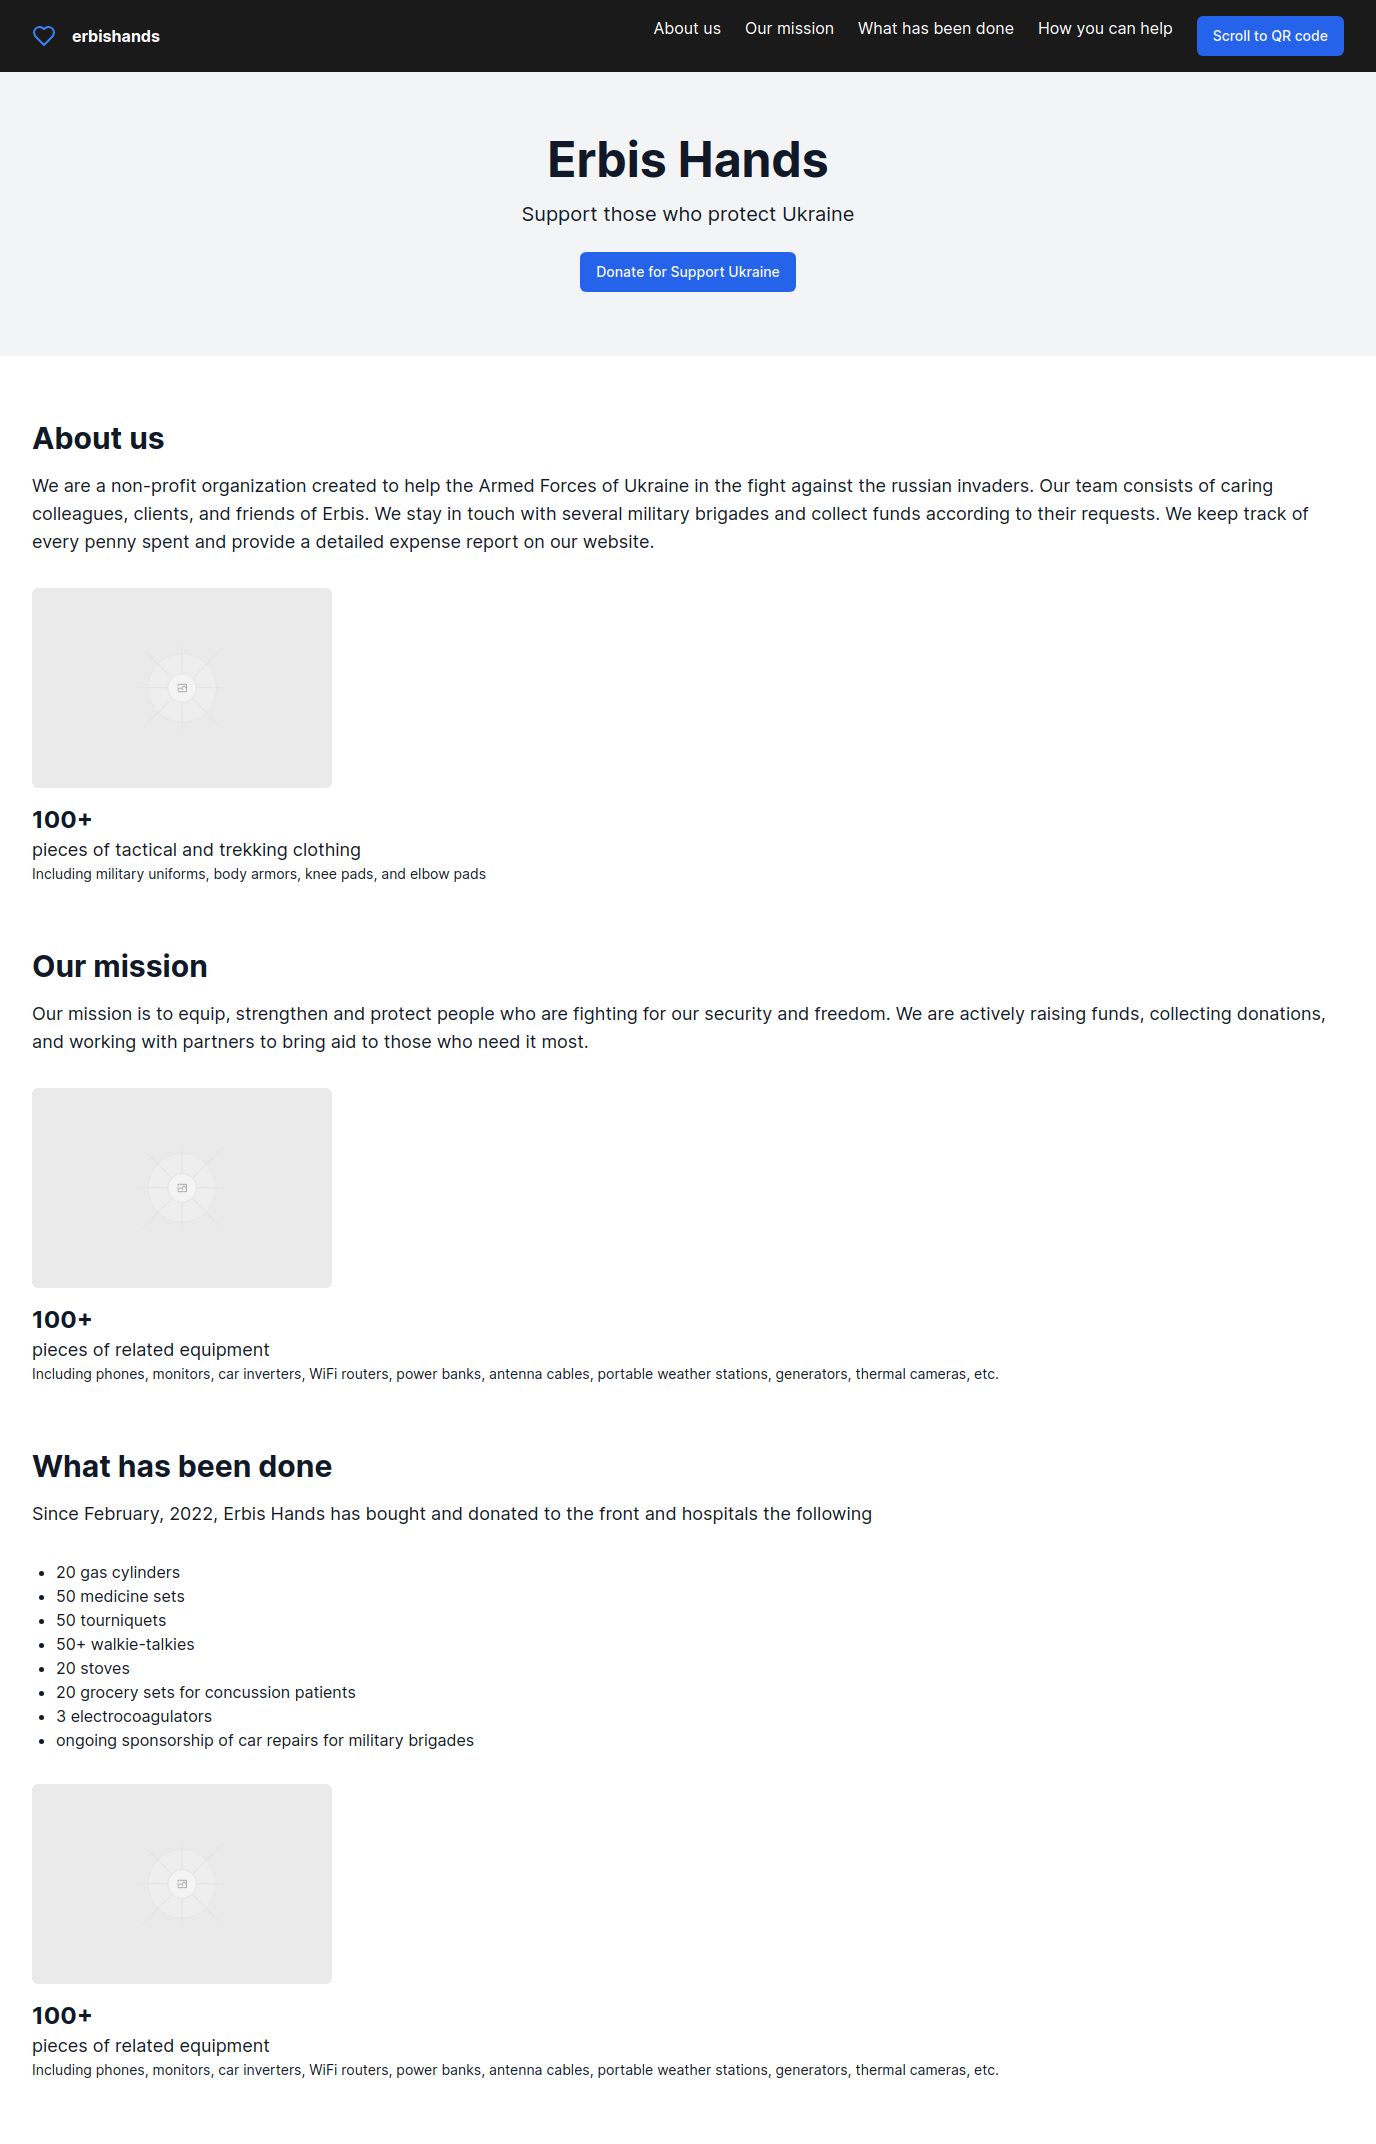 erbishands
About us
Our mission
What has been done
How you can help
Scroll to QR code
Erbis Hands
Support those who protect Ukraine
Donate for Support Ukraine
About us
We are a non-profit organization created to help the Armed Forces of Ukraine in the fight against the russian invaders. Our team consists of caring
colleagues, clients, and friends of Erbis. We stay in touch with several military brigades and collect funds according to their requests. We keep track of
every penny spent and provide a detailed expense report on our website.
100+
pieces of tactical and trekking clothing
Including military uniforms, body armors, knee pads, and elbow pads
Our mission
Our mission is to equip, strengthen and protect people who are fighting for our security and freedom. We are actively raising funds, collecting donations,
and working with partners to bring aid to those who need it most.
100+
pieces of related equipment
Including phones, monitors, car inverters, WiFi routers, power banks, antenna cables, portable weather stations, generators, thermal cameras, etc.
What has been done
Since February, 2022, Erbis Hands has bought and donated to the front and hospitals the following
• 20 gas cylinders
• 50 medicine sets
• 50 tourniquets
• 50+ walkie-talkies
• 20 stoves
• 20 grocery sets for concussion patients
• 3 electrocoagulators
• ongoing sponsorship of car repairs for military brigades
100+
pieces of related equipment
Including phones, monitors, car inverters, WiFi routers, power banks, antenna cables, portable weather stations, generators, thermal cameras, etc.